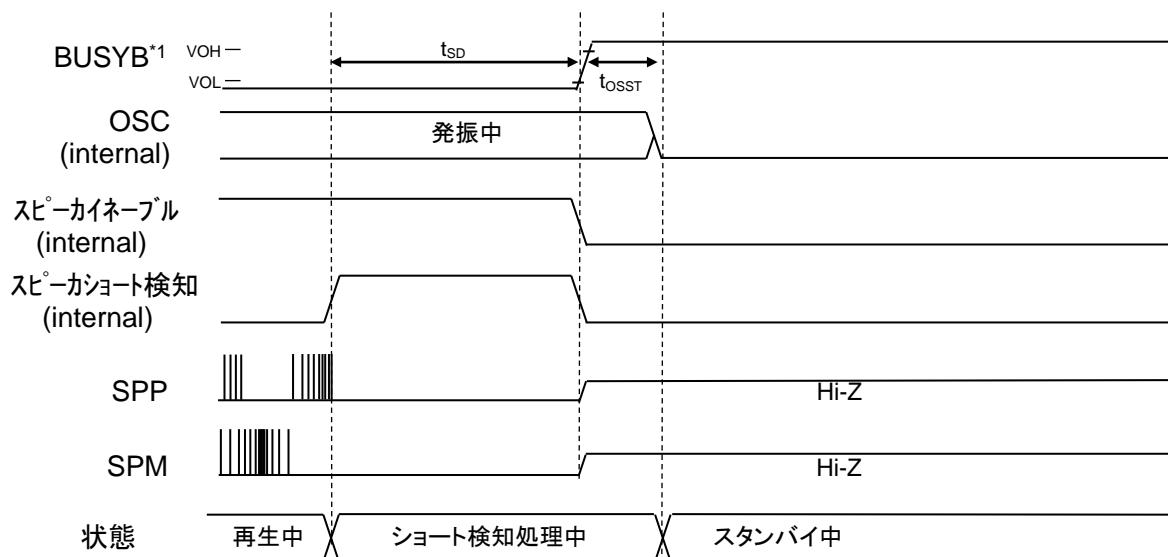 BUSYB*1 VOH VOL tSD tOSST
OSC
(internal)
発振中
スピーカイネーブル
(internal)
スピーカショート検知
(internal)
SPP
Hi-Z
SPM
Hi-Z
状態 再生中 ショート検知処理中 スタンバイ中